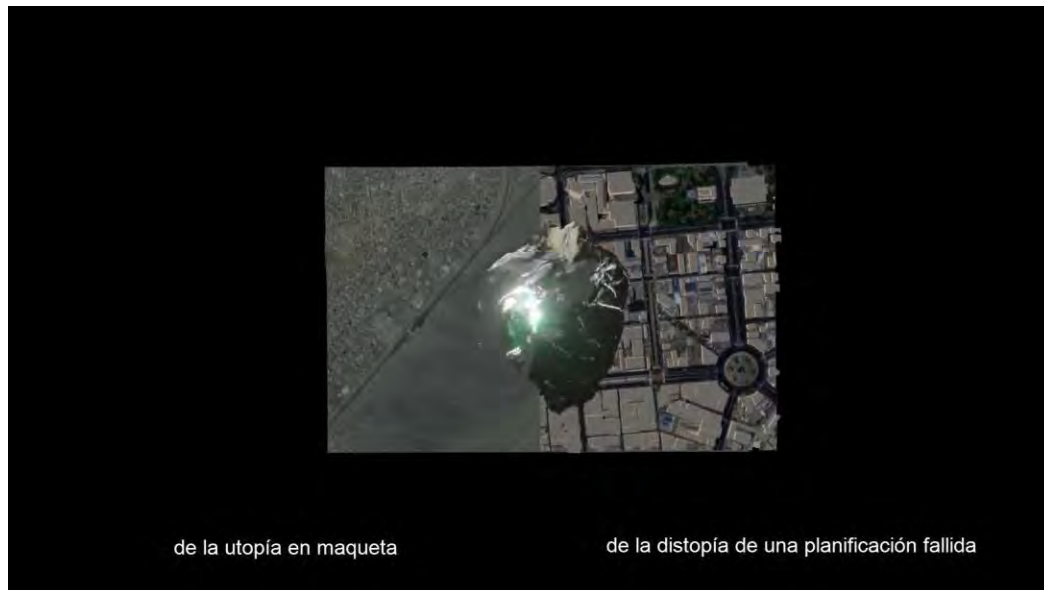 de la utopía en maqueta
de la distopía de una planificación fallida